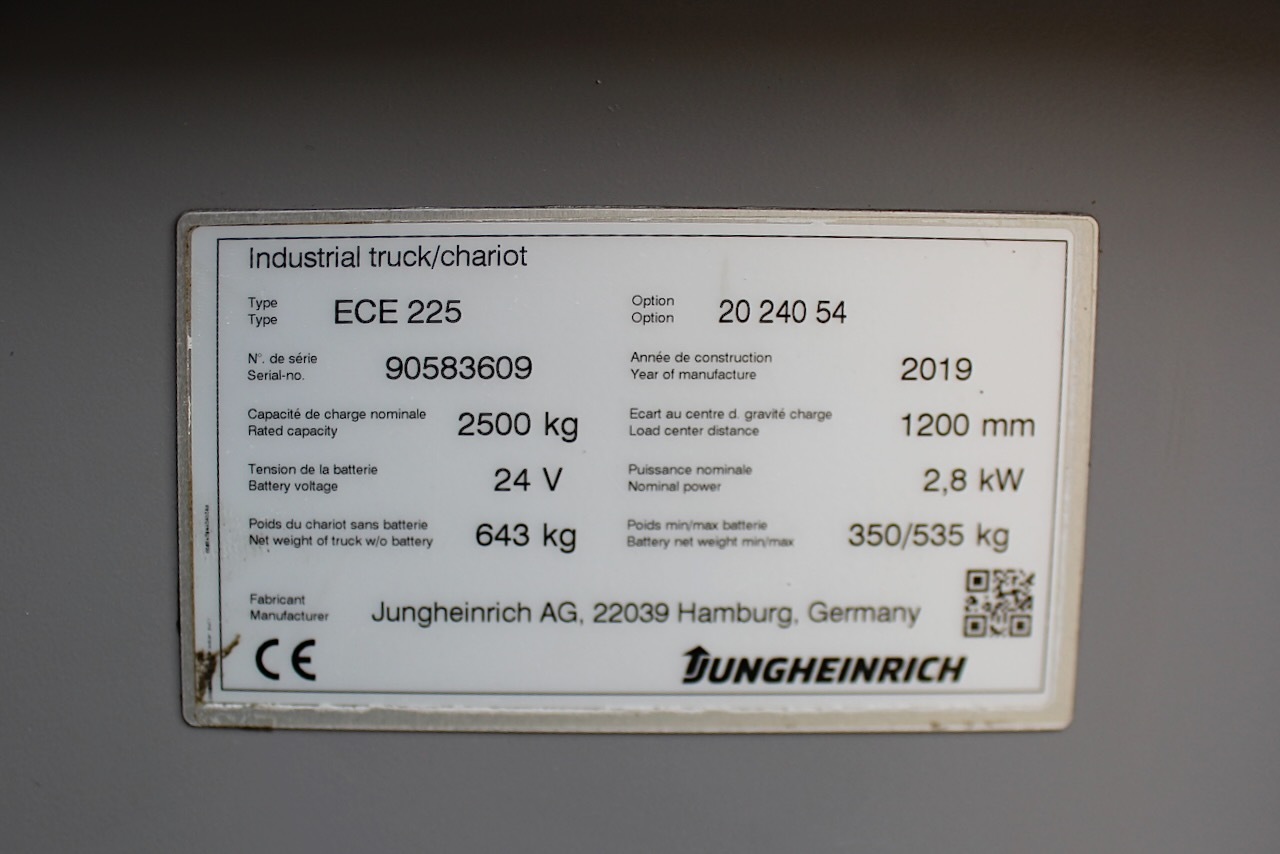 Industrial truck/chariot
Type
Type
ECE 225
Option
Option
20 240 54
N°. de série
Serial-no.
90583609
Année de construction
Year of manufacture
2019
Capacité de charge nominale
Rated capacity
2500 kg
Ecart au centre d. gravité charge
Load center distance
1200 mm
Tension de la batterie
Battery voltage
24 V
Puissance nominale
Nominal power
2,8 kW
Poids du chariot sans batterie
Net weight of truck w/o battery
643 kg
Poids min/max batterie
Battery net weight min/max
350/535 kg
Fabricant
Manufacturer
Jungheinrich AG, 22039 Hamburg, Germany
CE
JUNGHEINRICH